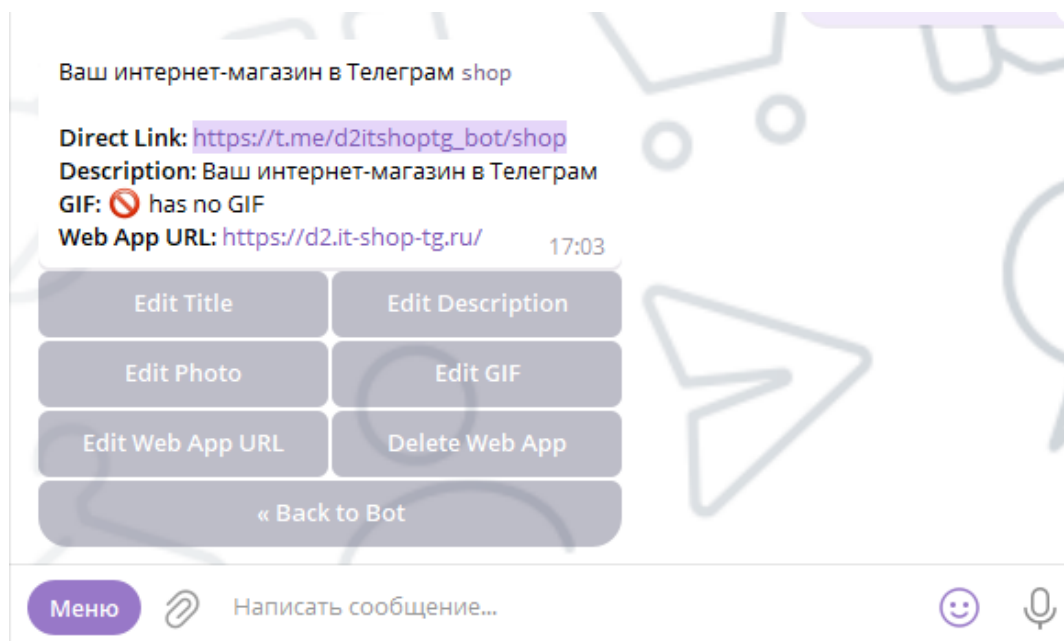 Ваш интернет-магазин в Телеграм shop
Direct Link: https://t.me/d2itshoptg_bot/shop
Description: Ваш интернет-магазин в Телеграм
GIF: 🚫 has no GIF
Web App URL: https://d2.it-shop-tg.ru/
17:03
Edit Title
Edit Description
Edit Photo
Edit GIF
Edit Web App URL
Delete Web App
« Back to Bot
Меню
Написать сообщение...